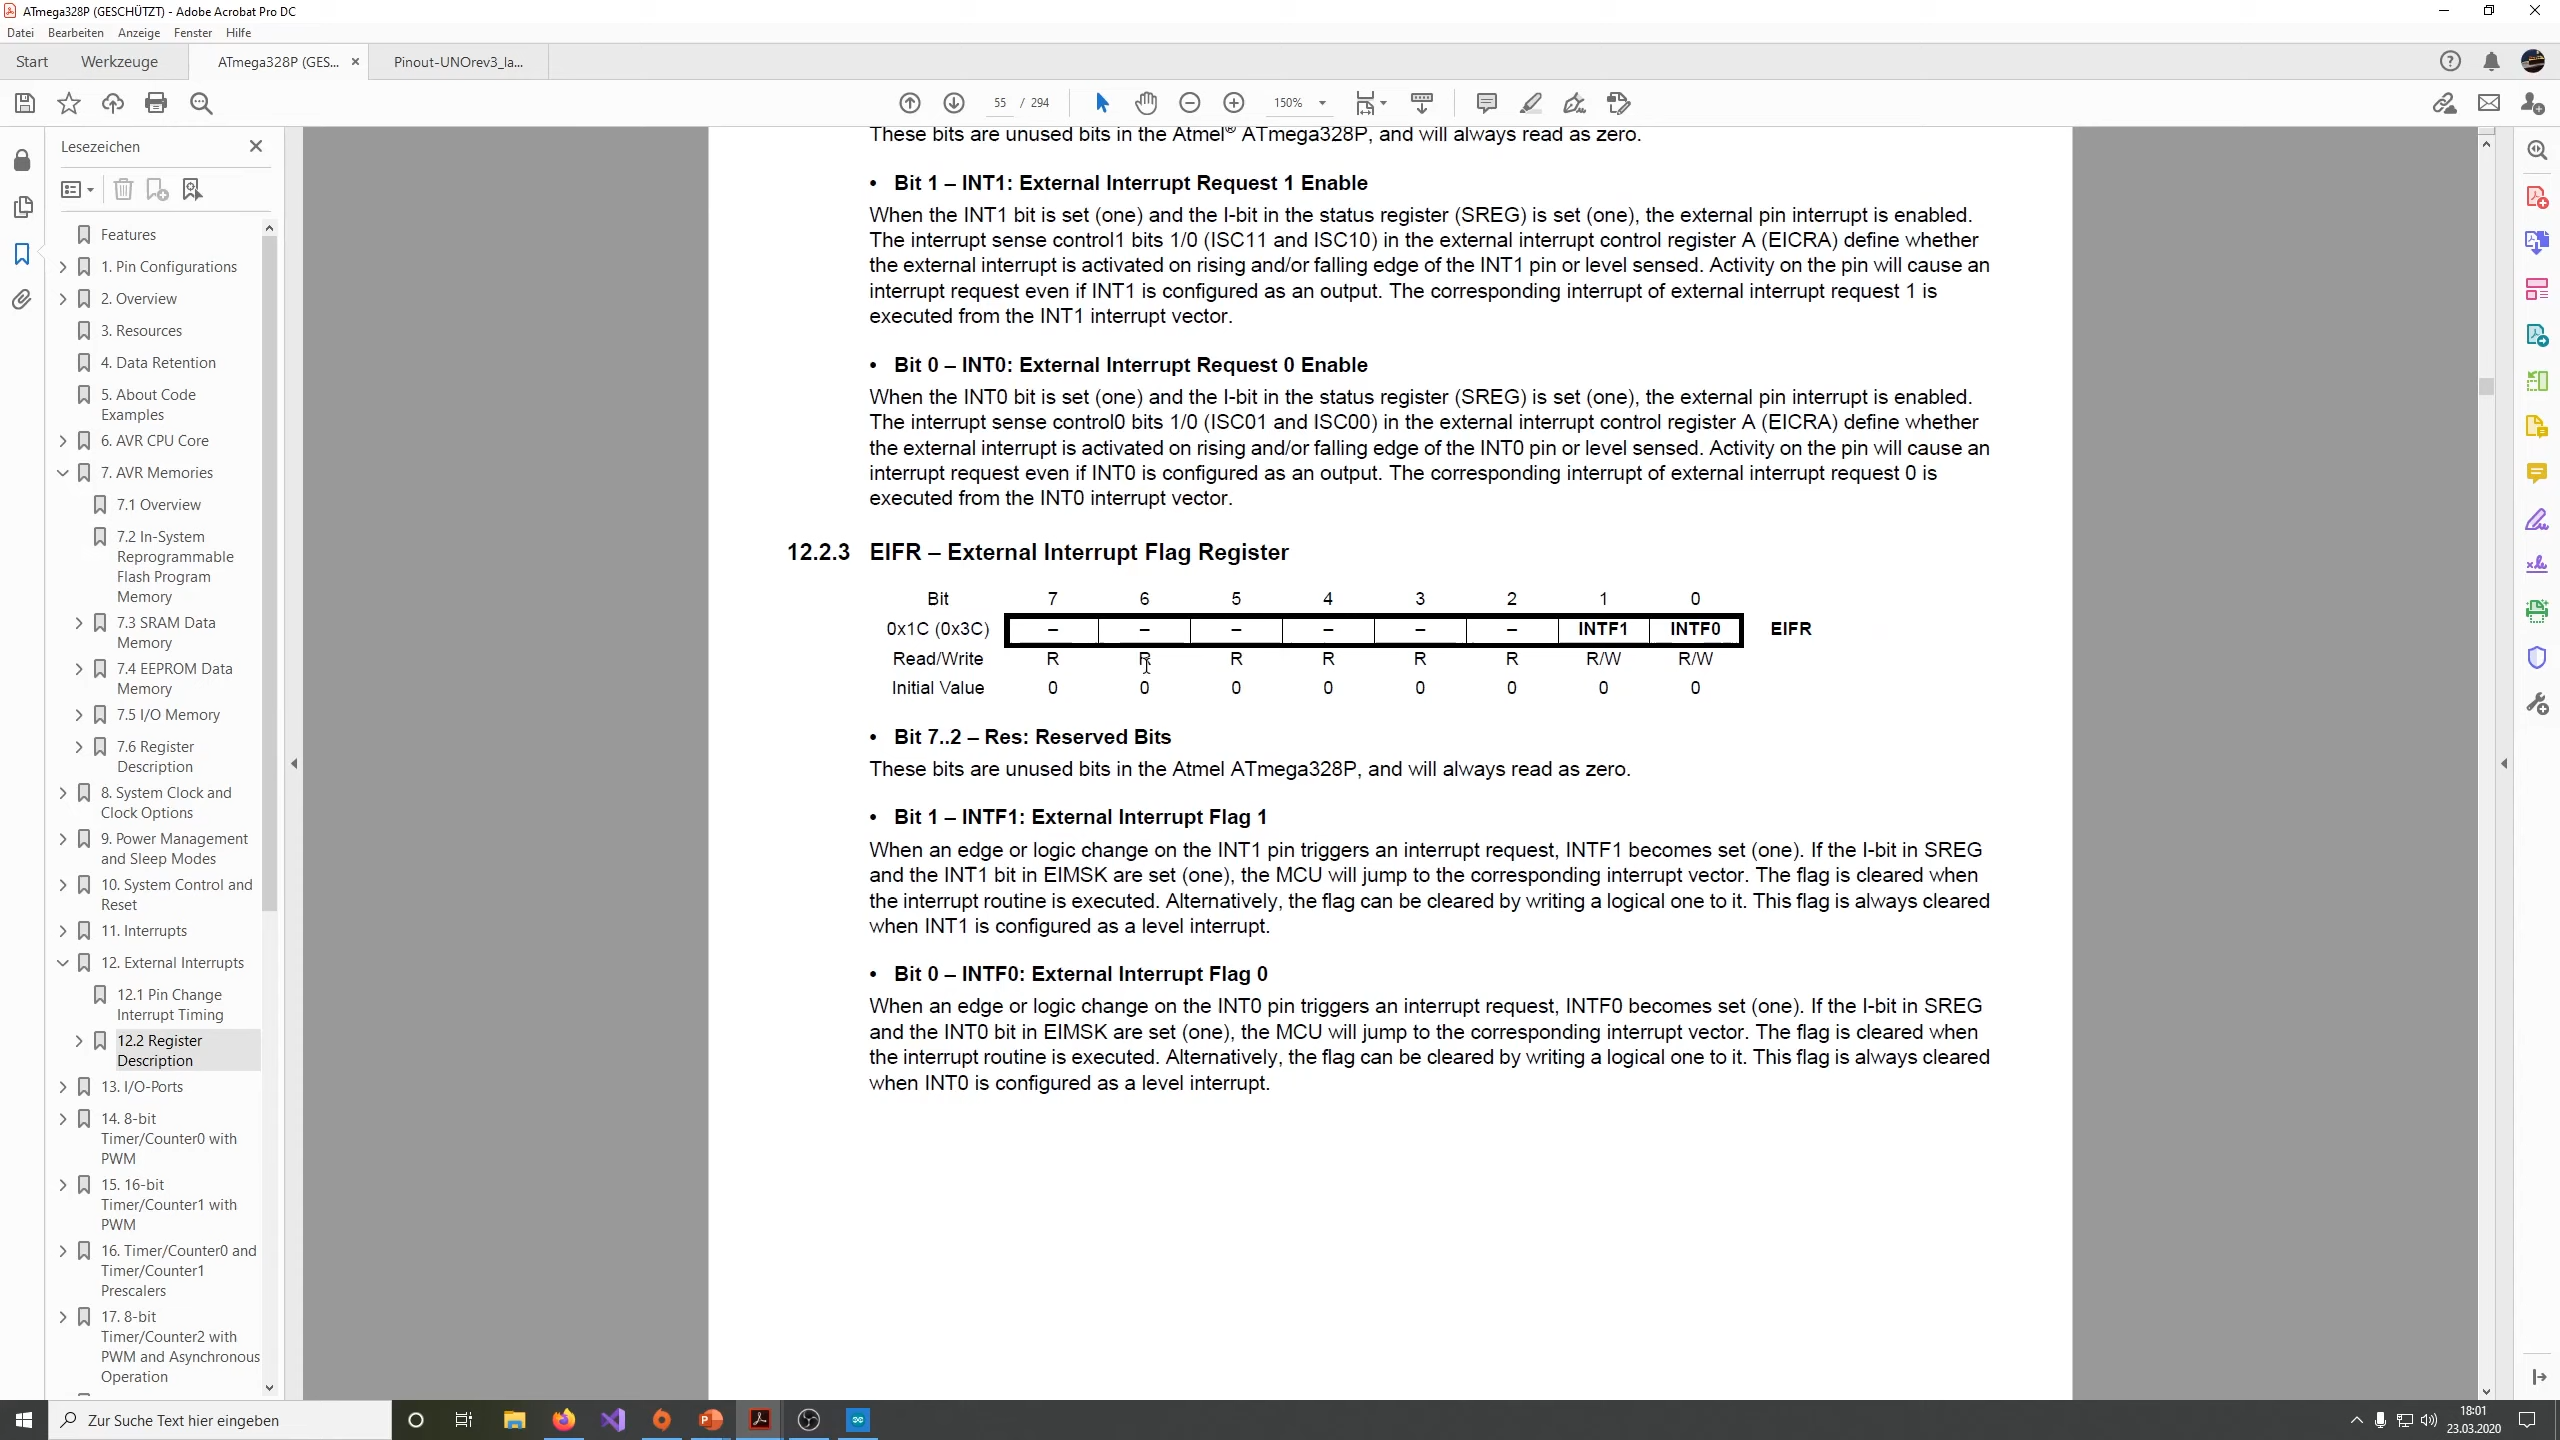 ATmega328P (GESCHÜTZT) - Adobe Acrobat Pro DC
Datei Bearbeiten Anzeige Fenster Hilfe
Start Werkzeuge ATmega328P (GES... × Pinout-UNOrev3_la...
55 / 294 150%
Lesezeichen
Features
1. Pin Configurations
2. Overview
3. Resources
4. Data Retention
5. About Code
Examples
6. AVR CPU Core
7. AVR Memories
7.1 Overview
7.2 In-System
Reprogrammable
Flash Program
Memory
7.3 SRAM Data
Memory
7.4 EEPROM Data
Memory
7.5 I/O Memory
7.6 Register
Description
8. System Clock and
Clock Options
9. Power Management
and Sleep Modes
10. System Control and
Reset
11. Interrupts
12. External Interrupts
12.1 Pin Change
Interrupt Timing
12.2 Register
Description
13. I/O-Ports
14. 8-bit
Timer/Counter0 with
PWM
15. 16-bit
Timer/Counter1 with
PWM
16. Timer/Counter0 and
Timer/Counter1
Prescalers
17. 8-bit
Timer/Counter2 with
PWM and Asynchronous
Operation
These bits are unused bits in the Atmel® ATmega328P, and will always read as zero.
• Bit 1 – INT1: External Interrupt Request 1 Enable
When the INT1 bit is set (one) and the I-bit in the status register (SREG) is set (one), the external pin interrupt is enabled.
The interrupt sense control1 bits 1/0 (ISC11 and ISC10) in the external interrupt control register A (EICRA) define whether
the external interrupt is activated on rising and/or falling edge of the INT1 pin or level sensed. Activity on the pin will cause an
interrupt request even if INT1 is configured as an output. The corresponding interrupt of external interrupt request 1 is
executed from the INT1 interrupt vector.
• Bit 0 – INT0: External Interrupt Request 0 Enable
When the INT0 bit is set (one) and the I-bit in the status register (SREG) is set (one), the external pin interrupt is enabled.
The interrupt sense control0 bits 1/0 (ISC01 and ISC00) in the external interrupt control register A (EICRA) define whether
the external interrupt is activated on rising and/or falling edge of the INT0 pin or level sensed. Activity on the pin will cause an
interrupt request even if INT0 is configured as an output. The corresponding interrupt of external interrupt request 0 is
executed from the INT0 interrupt vector.
12.2.3 EIFR – External Interrupt Flag Register
Bit 7 6 5 4 3 2 1 0
0x1C (0x3C) – – – – – – INTF1 INTF0 EIFR
Read/Write R R R R R R R/W R/W
Initial Value 0 0 0 0 0 0 0 0
• Bit 7..2 – Res: Reserved Bits
These bits are unused bits in the Atmel ATmega328P, and will always read as zero.
• Bit 1 – INTF1: External Interrupt Flag 1
When an edge or logic change on the INT1 pin triggers an interrupt request, INTF1 becomes set (one). If the I-bit in SREG
and the INT1 bit in EIMSK are set (one), the MCU will jump to the corresponding interrupt vector. The flag is cleared when
the interrupt routine is executed. Alternatively, the flag can be cleared by writing a logical one to it. This flag is always cleared
when INT1 is configured as a level interrupt.
• Bit 0 – INTF0: External Interrupt Flag 0
When an edge or logic change on the INT0 pin triggers an interrupt request, INTF0 becomes set (one). If the I-bit in SREG
and the INT0 bit in EIMSK are set (one), the MCU will jump to the corresponding interrupt vector. The flag is cleared when
the interrupt routine is executed. Alternatively, the flag can be cleared by writing a logical one to it. This flag is always cleared
when INT0 is configured as a level interrupt.
Zur Suche Text hier eingeben
18:01
23.03.2020